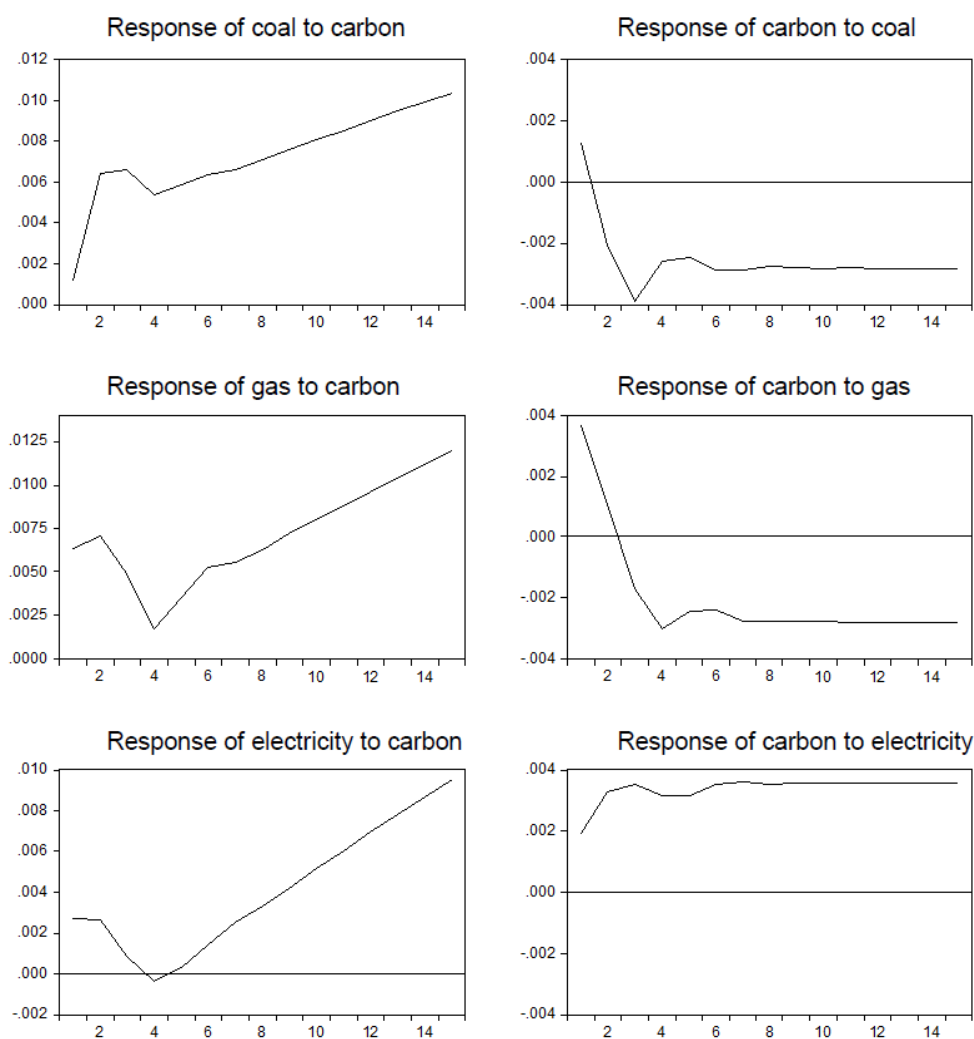 Response of coal to carbon
.012
.010
.008
.006
.004
.002
.000
2 4 6 8 10 12 14
Response of carbon to coal
.004
.002
.000
-.002
-.004
2 4 6 8 10 12 14
Response of gas to carbon
.0125
.0100
.0075
.0050
.0025
.0000
2 4 6 8 10 12 14
Response of carbon to gas
.004
.002
.000
-.002
-.004
2 4 6 8 10 12 14
Response of electricity to carbon
.010
.008
.006
.004
.002
.000
-.002
2 4 6 8 10 12 14
Response of carbon to electricity
.004
.002
.000
-.002
-.004
2 4 6 8 10 12 14